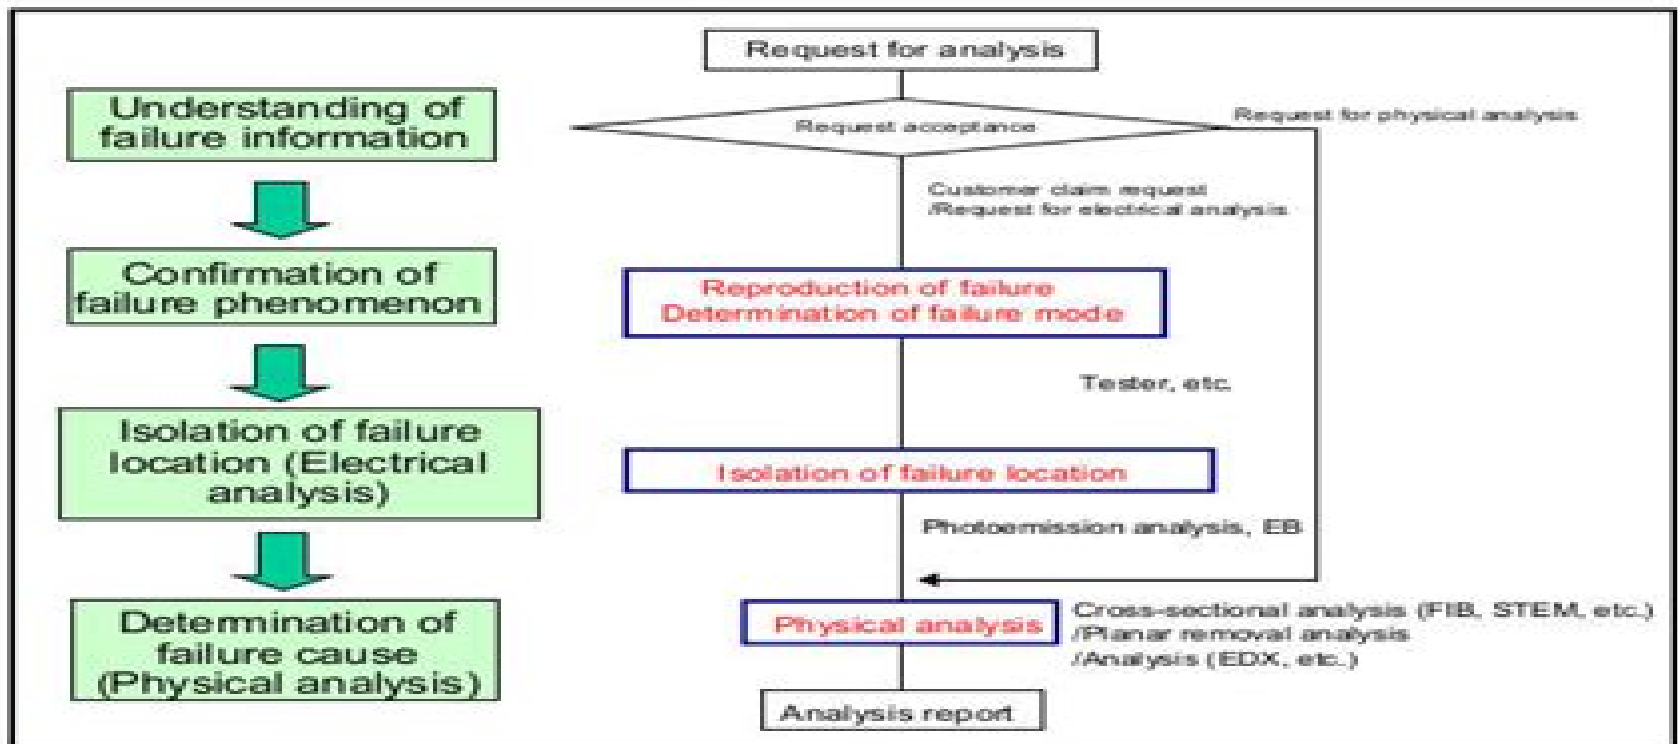 Understanding of
failure information
Confirmation of
failure phenomenon
Isolation of failure
location (Electrical
analysis)
Determination of
failure cause
(Physical analysis)
Request for analysis
Request acceptance
Request for physical analysis
Customer claim request
/Request for electrical analysis
Reproduction of failure
Determination of failure mode
Tester, etc.
Isolation of failure location
Photoemission analysis, EB
Physical analysis
Cross-sectional analysis (FIB, STEM, etc.)
/Planar removal analysis
/Analysis (EDX, etc.)
Analysis report